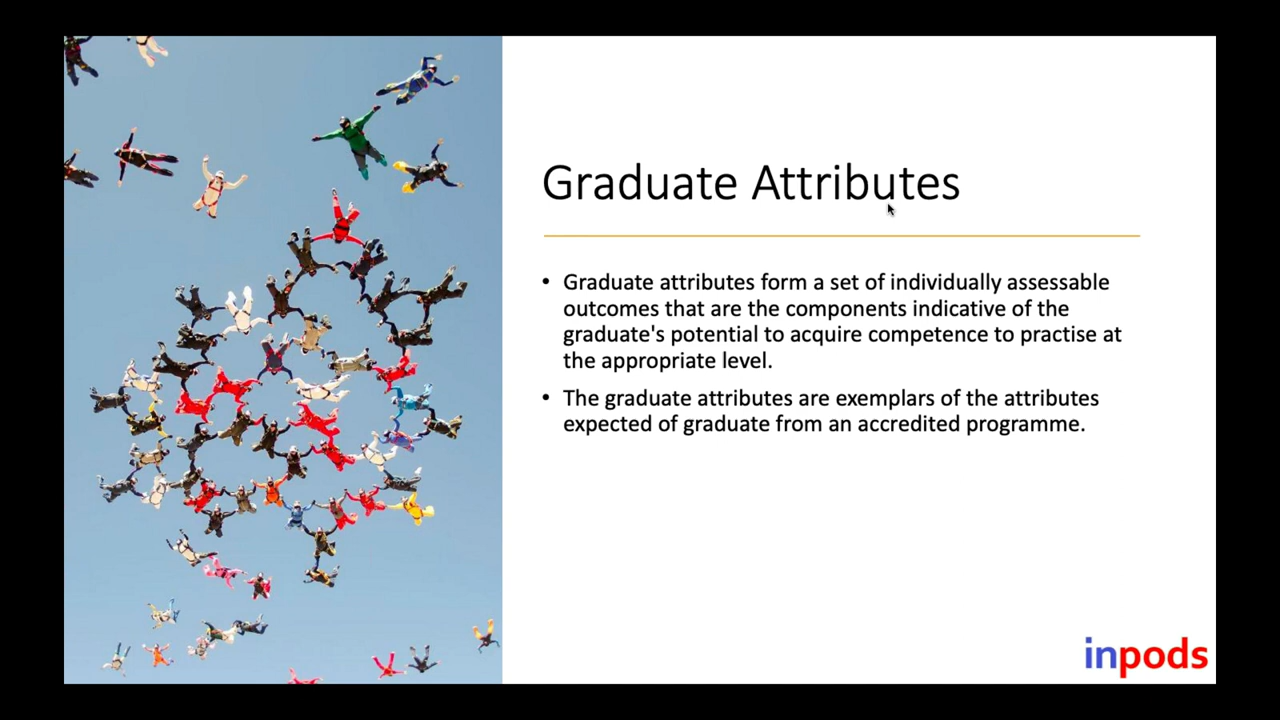 Graduate Attributes
• Graduate attributes form a set of individually assessable
outcomes that are the components indicative of the
graduate's potential to acquire competence to practise at
the appropriate level.
• The graduate attributes are exemplars of the attributes
expected of graduate from an accredited programme.
inpods